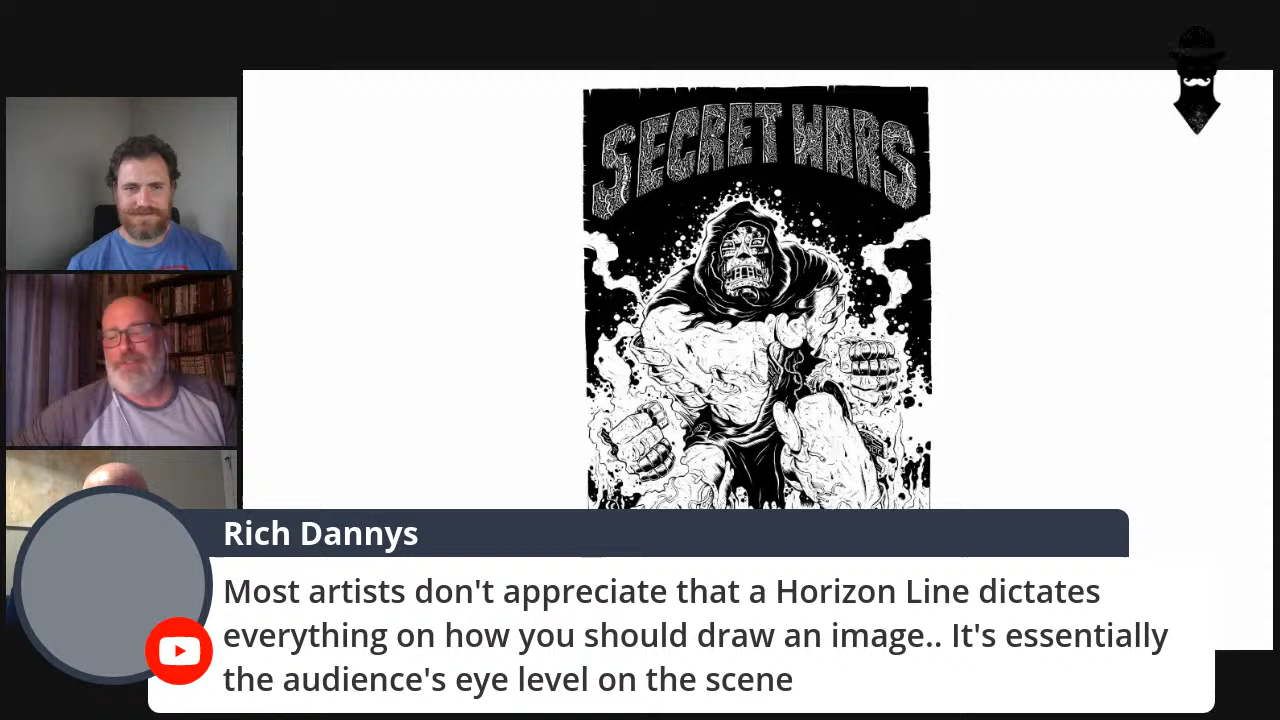 SECRET WARS
Rich Dannys
Most artists don't appreciate that a Horizon Line dictates
everything on how you should draw an image.. It's essentially
the audience's eye level on the scene